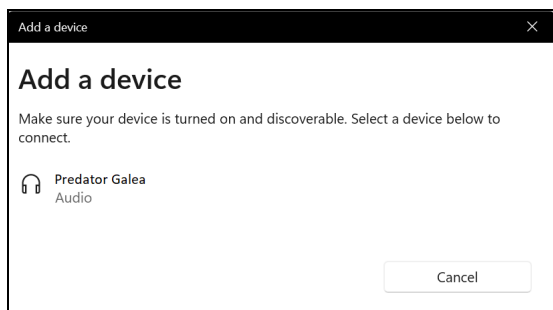 Add a device
Add a device
Make sure your device is turned on and discoverable. Select a device below to
connect.
Predator Galea
Audio
Cancel